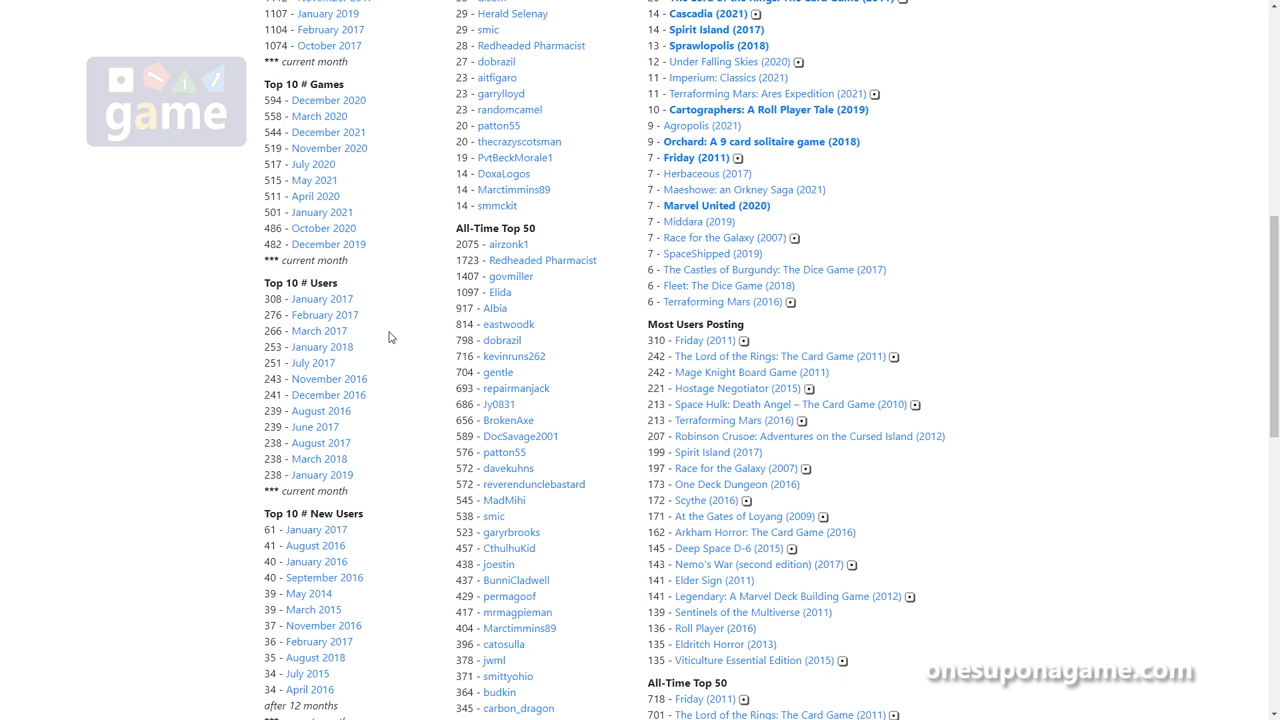 1107 - January 2019
1104 - February 2017
1074 - October 2017
*** current month
Top 10 # Games
594 - December 2020
558 - March 2020
544 - December 2021
519 - November 2020
517 - July 2020
515 - May 2021
511 - April 2020
501 - January 2021
486 - October 2020
482 - December 2019
*** current month
Top 10 # Users
308 - January 2017
276 - February 2017
266 - March 2017
253 - January 2018
251 - July 2017
243 - November 2016
241 - December 2016
239 - August 2016
239 - June 2017
238 - August 2017
238 - March 2018
238 - January 2019
*** current month
Top 10 # New Users
61 - January 2017
41 - August 2016
40 - January 2016
40 - September 2016
39 - May 2014
39 - March 2015
37 - November 2016
36 - February 2017
35 - August 2018
34 - July 2015
34 - April 2016
after 12 months
29 - Herald Selenay
29 - smic
28 - Redheaded Pharmacist
27 - dobrazil
23 - aitfigaro
23 - garrylloyd
23 - randomcamel
20 - patton55
20 - thecrazyscotsman
19 - PvtBeckMorale1
14 - DoxaLogos
14 - Marctimmins89
14 - smmckit
All-Time Top 50
2075 - airzonk1
1723 - Redheaded Pharmacist
1407 - govmiller
1097 - Elida
917 - Albia
814 - eastwoodk
798 - dobrazil
716 - kevinruns262
704 - gentle
693 - repairmanjack
686 - Jy0831
656 - BrokenAxe
589 - DocSavage2001
576 - patton55
572 - davekuhns
572 - reverendunclebastard
545 - MadMihi
538 - smic
523 - garyrbrooks
457 - CthulhuKid
438 - joestin
437 - BunniCladwell
429 - permagoof
417 - mrmagpieman
404 - Marctimmins89
396 - catosulla
378 - jwml
371 - smittyohio
364 - budkin
345 - carbon_dragon
14 - Cascadia (2021)
14 - Spirit Island (2017)
13 - Sprawlopolis (2018)
12 - Under Falling Skies (2020)
11 - Imperium: Classics (2021)
11 - Terraforming Mars: Ares Expedition (2021)
10 - Cartographers: A Roll Player Tale (2019)
9 - Agropolis (2021)
9 - Orchard: A 9 card solitaire game (2018)
7 - Friday (2011)
7 - Herbaceous (2017)
7 - Maeshowe: an Orkney Saga (2021)
7 - Marvel United (2020)
7 - Middara (2019)
7 - Race for the Galaxy (2007)
7 - SpaceShipped (2019)
6 - The Castles of Burgundy: The Dice Game (2017)
6 - Fleet: The Dice Game (2018)
6 - Terraforming Mars (2016)
Most Users Posting
310 - Friday (2011)
242 - The Lord of the Rings: The Card Game (2011)
242 - Mage Knight Board Game (2011)
221 - Hostage Negotiator (2015)
213 - Space Hulk: Death Angel – The Card Game (2010)
213 - Terraforming Mars (2016)
207 - Robinson Crusoe: Adventures on the Cursed Island (2012)
199 - Spirit Island (2017)
197 - Race for the Galaxy (2007)
173 - One Deck Dungeon (2016)
172 - Scythe (2016)
171 - At the Gates of Loyang (2009)
162 - Arkham Horror: The Card Game (2016)
145 - Deep Space D-6 (2015)
143 - Nemo's War (second edition) (2017)
141 - Elder Sign (2011)
141 - Legendary: A Marvel Deck Building Game (2012)
139 - Sentinels of the Multiverse (2011)
136 - Roll Player (2016)
135 - Eldritch Horror (2013)
135 - Viticulture Essential Edition (2015)
All-Time Top 50
718 - Friday (2011)
701 - The Lord of the Rings: The Card Game (2011)
game
onesuponagame.com